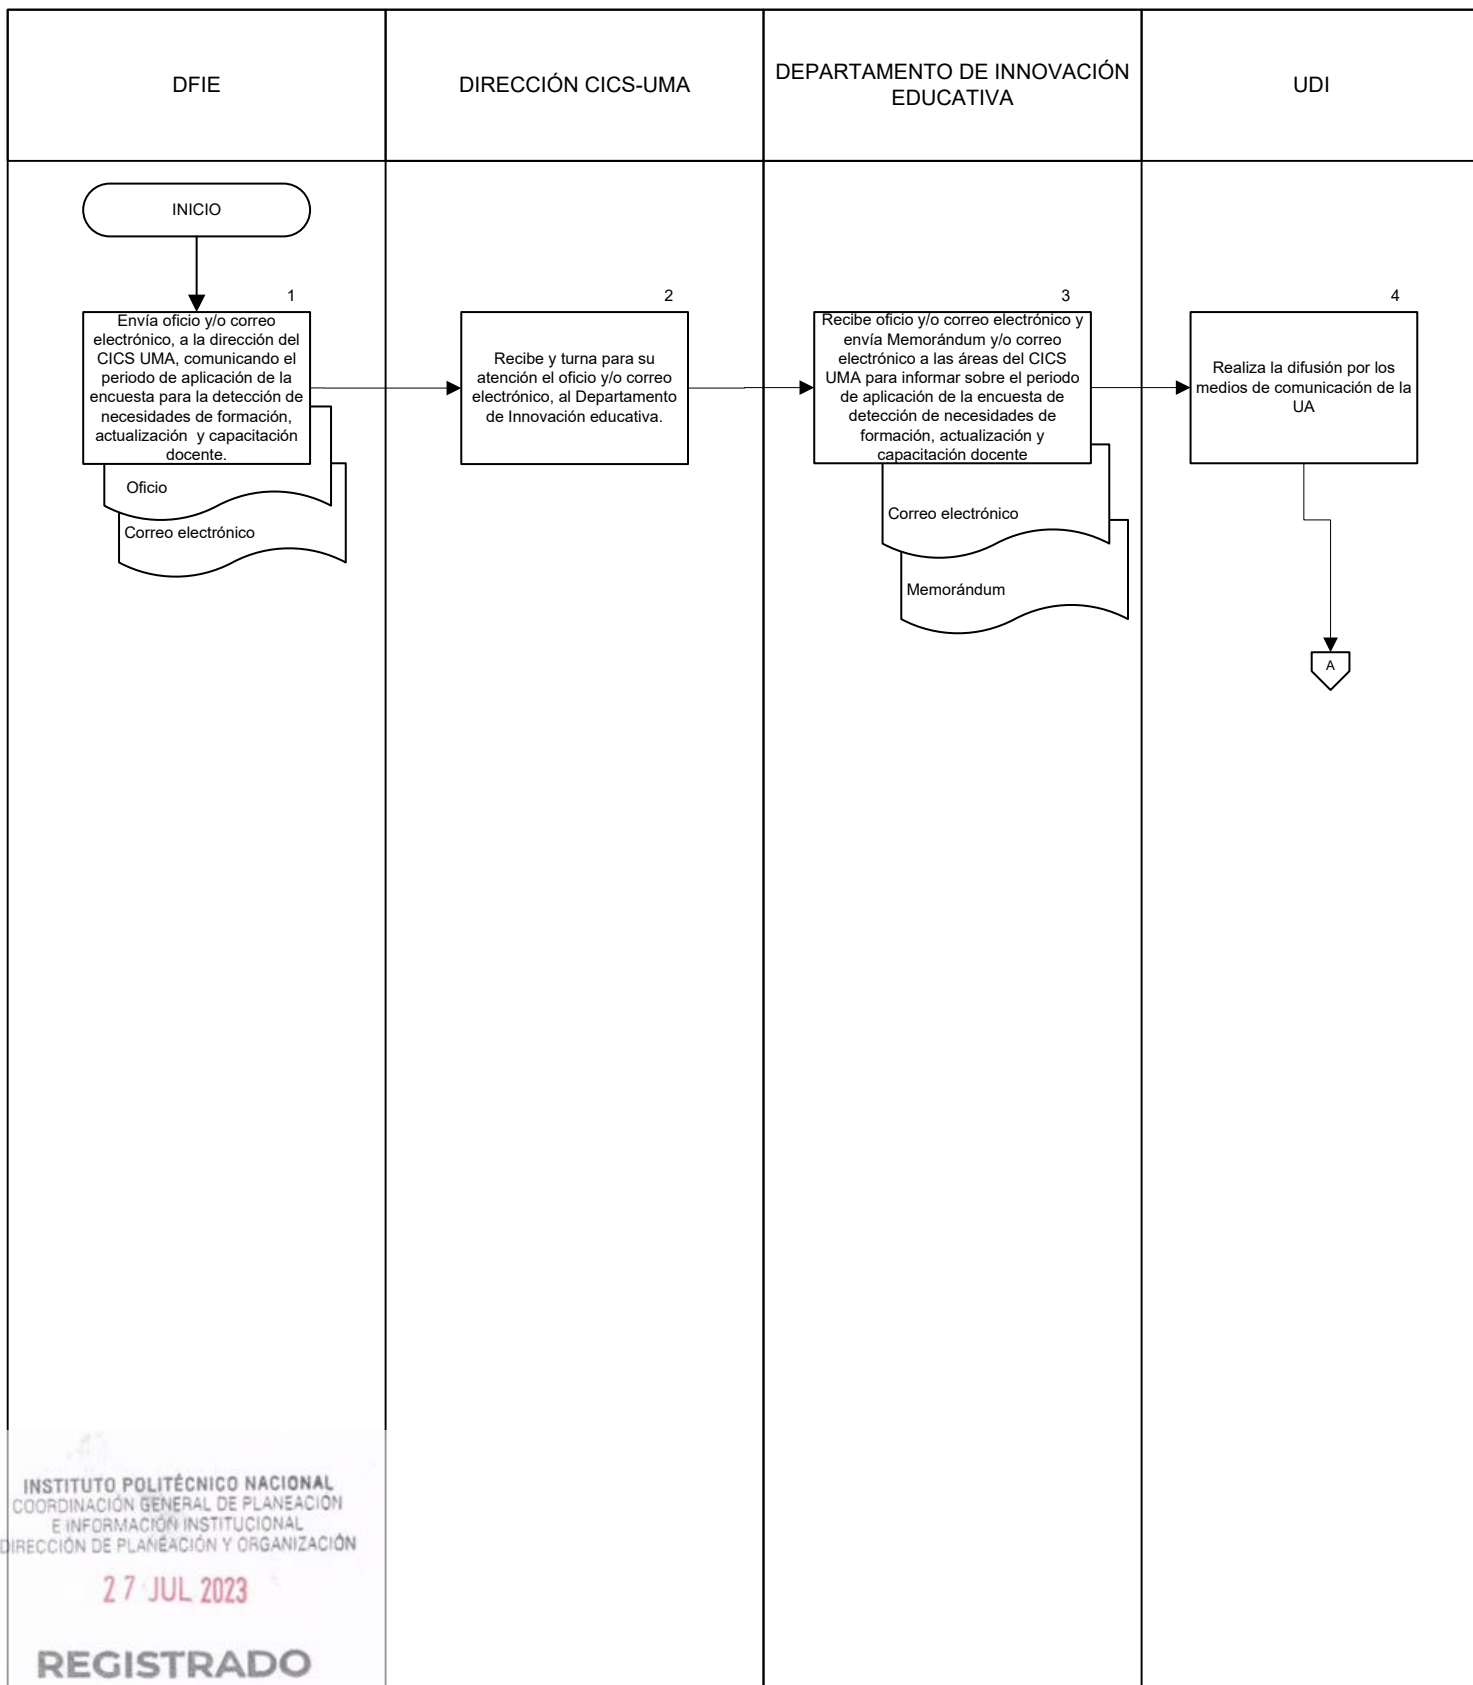 DFIE
DIRECCIÓN CICS-UMA
DEPARTAMENTO DE INNOVACIÓN
EDUCATIVA
UDI
INICIO
1
Envía oficio y/o correo
electrónico, a la dirección del
CICS UMA, comunicando el
periodo de aplicación de la
encuesta para la detección de
necesidades de formación,
actualización y capacitación
docente.
Oficio
Correo electrónico
2
Recibe y turna para su
atención el oficio y/o correo
electrónico, al Departamento
de Innovación educativa.
3
Recibe oficio y/o correo electrónico y
envía Memorándum y/o correo
electrónico a las áreas del CICS
UMA para informar sobre el periodo
de aplicación de la encuesta de
detección de necesidades de
formación, actualización y
capacitación docente
Correo electrónico
Memorándum
4
Realiza la difusión por los
medios de comunicación de la
UA
A
INSTITUTO POLITÉCNICO NACIONAL
COORDINACIÓN GENERAL DE PLANEACIÓN
E INFORMACIÓN INSTITUCIONAL
DIRECCIÓN DE PLANEACIÓN Y ORGANIZACIÓN
27 JUL 2023
REGISTRADO